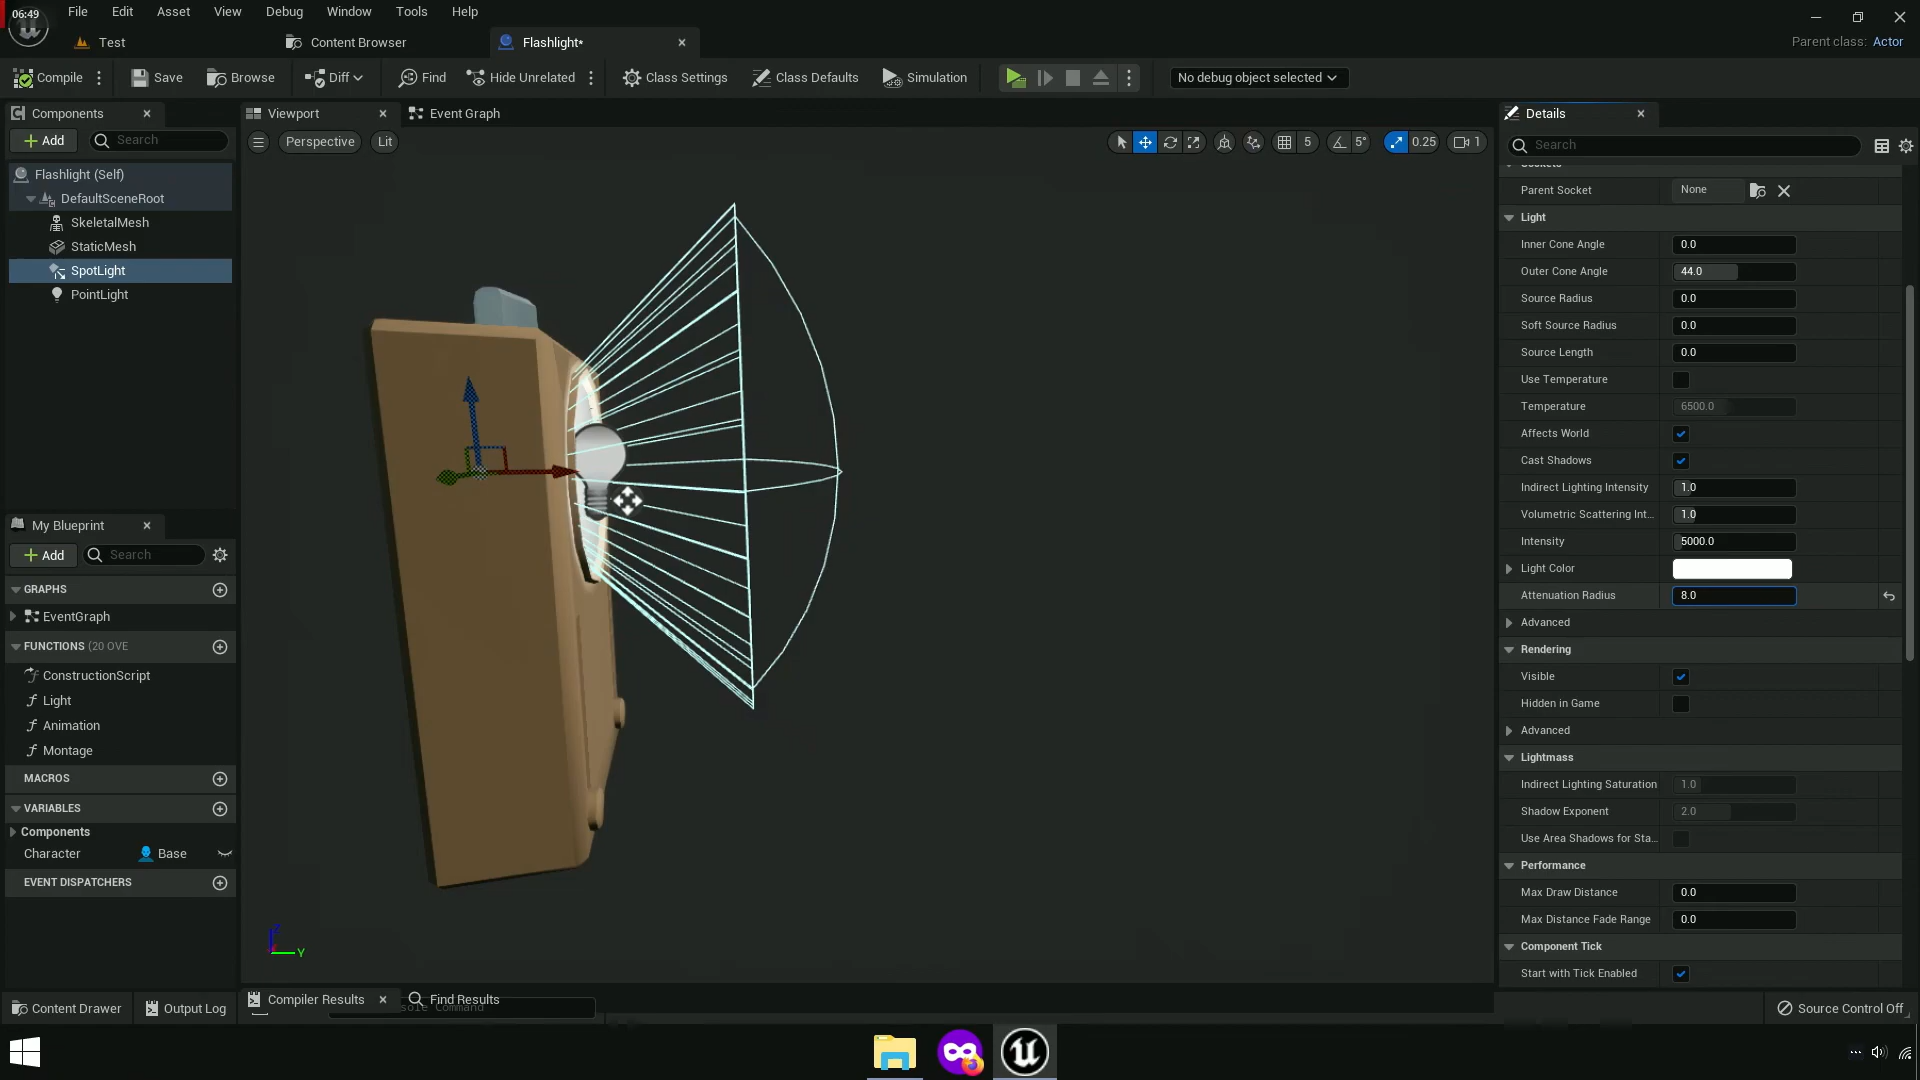 06:49
File Edit Asset View Debug Window Tools Help
Test
Content Browser
Flashlight*
Parent class: Actor
Compile
Save
Browse
Diff
Find
Hide Unrelated
Class Settings
Class Defaults
Simulation
No debug object selected
Components
Add
Search
Flashlight (Self)
DefaultSceneRoot
SkeletalMesh
StaticMesh
SpotLight
PointLight
My Blueprint
Add
Search
GRAPHS
EventGraph
FUNCTIONS (20 OVE
ConstructionScript
Light
Animation
Montage
MACROS
VARIABLES
Components
Character Base
EVENT DISPATCHERS
Viewport
Event Graph
Perspective
Lit
5
5°
0.25
1
Z
Y
Details
Search
Sockets
Parent Socket None
Light
Inner Cone Angle 0.0
Outer Cone Angle 44.0
Source Radius 0.0
Soft Source Radius 0.0
Source Length 0.0
Use Temperature
Temperature 6500.0
Affects World
Cast Shadows
Indirect Lighting Intensity 1.0
Volumetric Scattering Int... 1.0
Intensity 5000.0
Light Color
Attenuation Radius 8.0
Advanced
Rendering
Visible
Hidden in Game
Advanced
Lightmass
Indirect Lighting Saturation 1.0
Shadow Exponent 2.0
Use Area Shadows for Sta...
Performance
Max Draw Distance 0.0
Max Distance Fade Range 0.0
Component Tick
Start with Tick Enabled
Compiler Results
Find Results
Content Drawer
Output Log
sole Command
Source Control Off